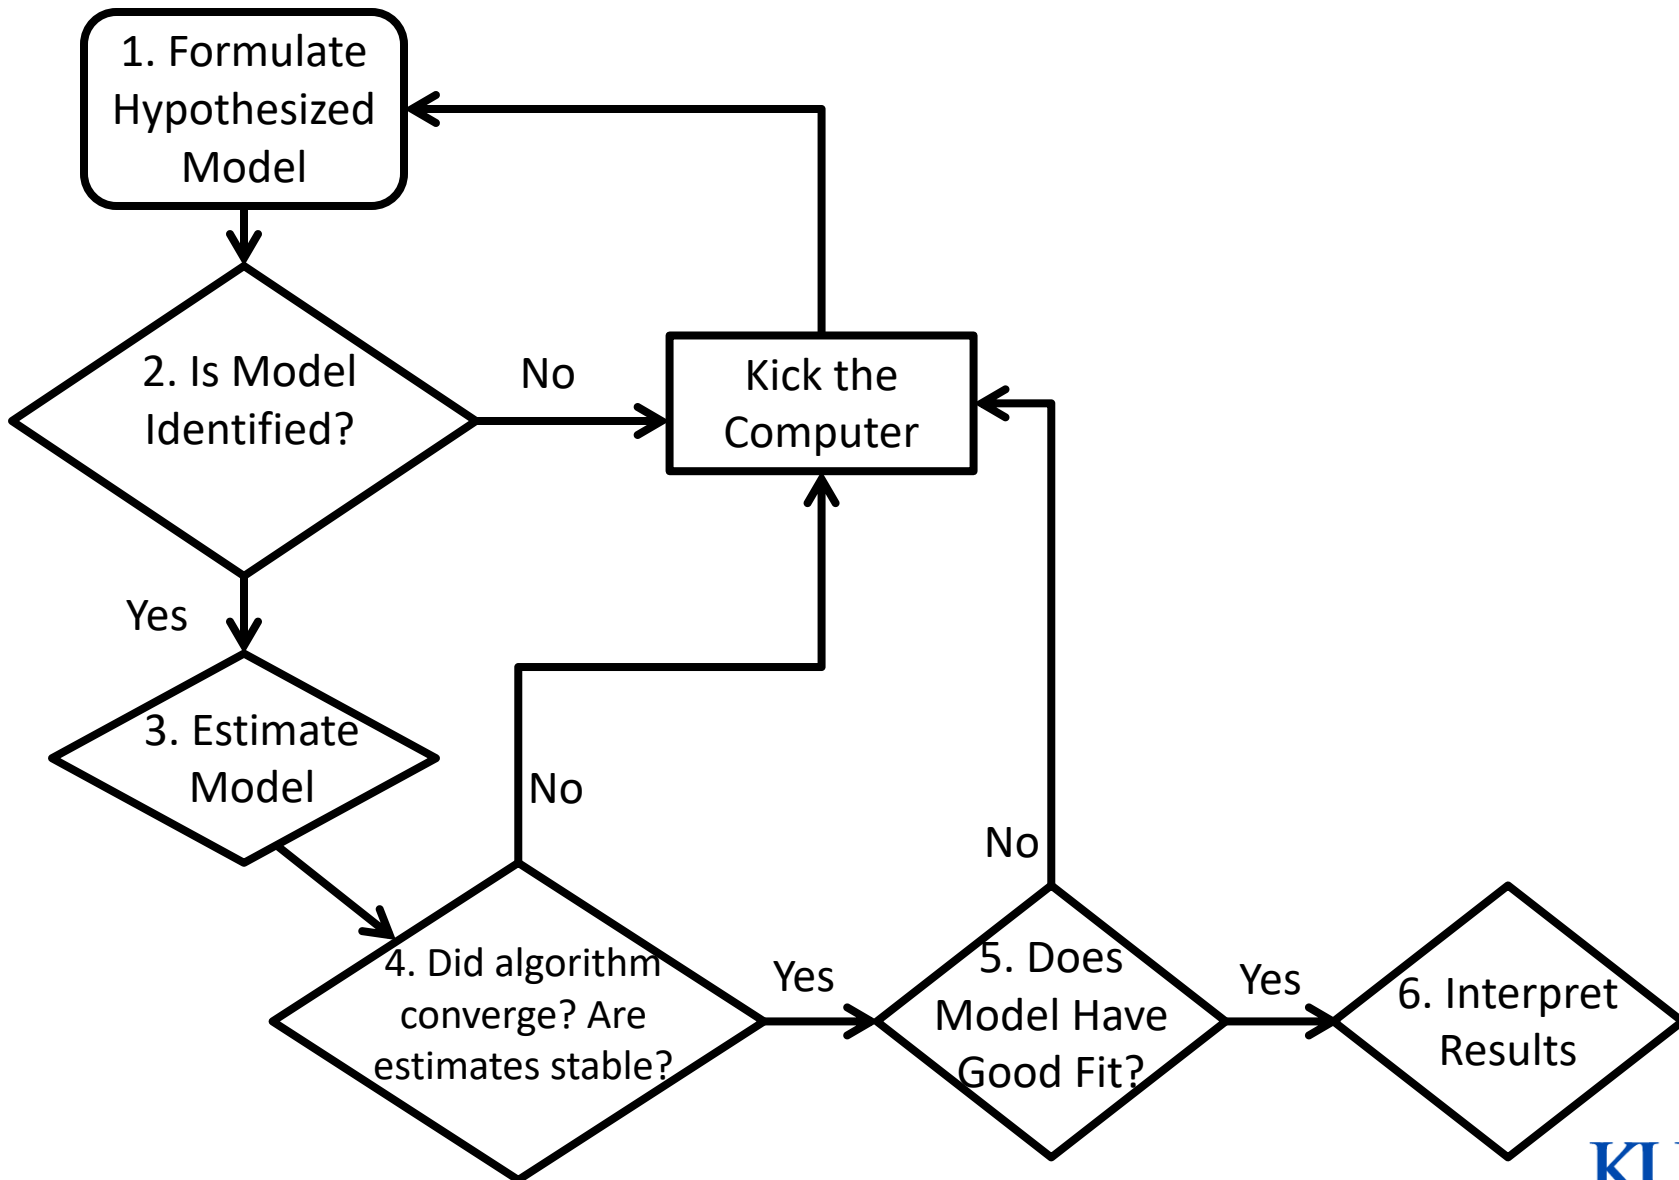 1. Formulate
Hypothesized
Model
2. Is Model
Identified?
No
Kick the
Computer
Yes
3. Estimate
Model
No
No
4. Did algorithm
converge? Are
estimates stable?
Yes
5. Does
Model Have
Good Fit?
Yes
6. Interpret
Results